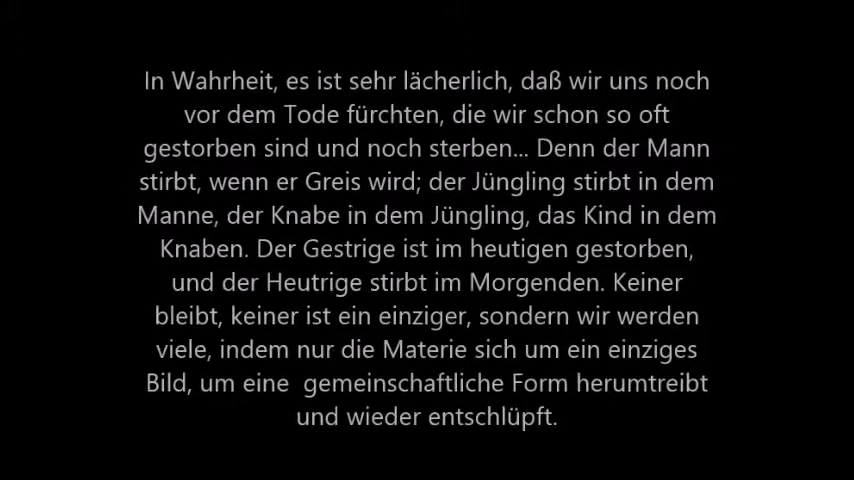 In Wahrheit, es ist sehr lächerlich, daß wir uns noch
vor dem Tode fürchten, die wir schon so oft
gestorben sind und noch sterben... Denn der Mann
stirbt, wenn er Greis wird; der Jüngling stirbt in dem
Manne, der Knabe in dem Jüngling, das Kind in dem
Knaben. Der Gestrige ist im heutigen gestorben,
und der Heutrige stirbt im Morgenden. Keiner
bleibt, keiner ist ein einziger, sondern wir werden
viele, indem nur die Materie sich um ein einziges
Bild, um eine  gemeinschaftliche Form herumtreibt
und wieder entschlüpft.